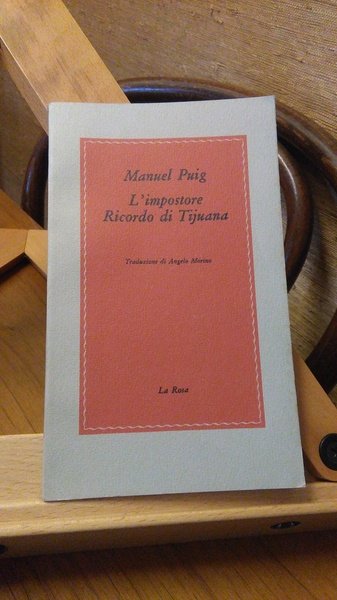 Manuel Puig
L'impostore
Ricordo di Tijuana
Traduzione di Angelo Morino
La Rosa